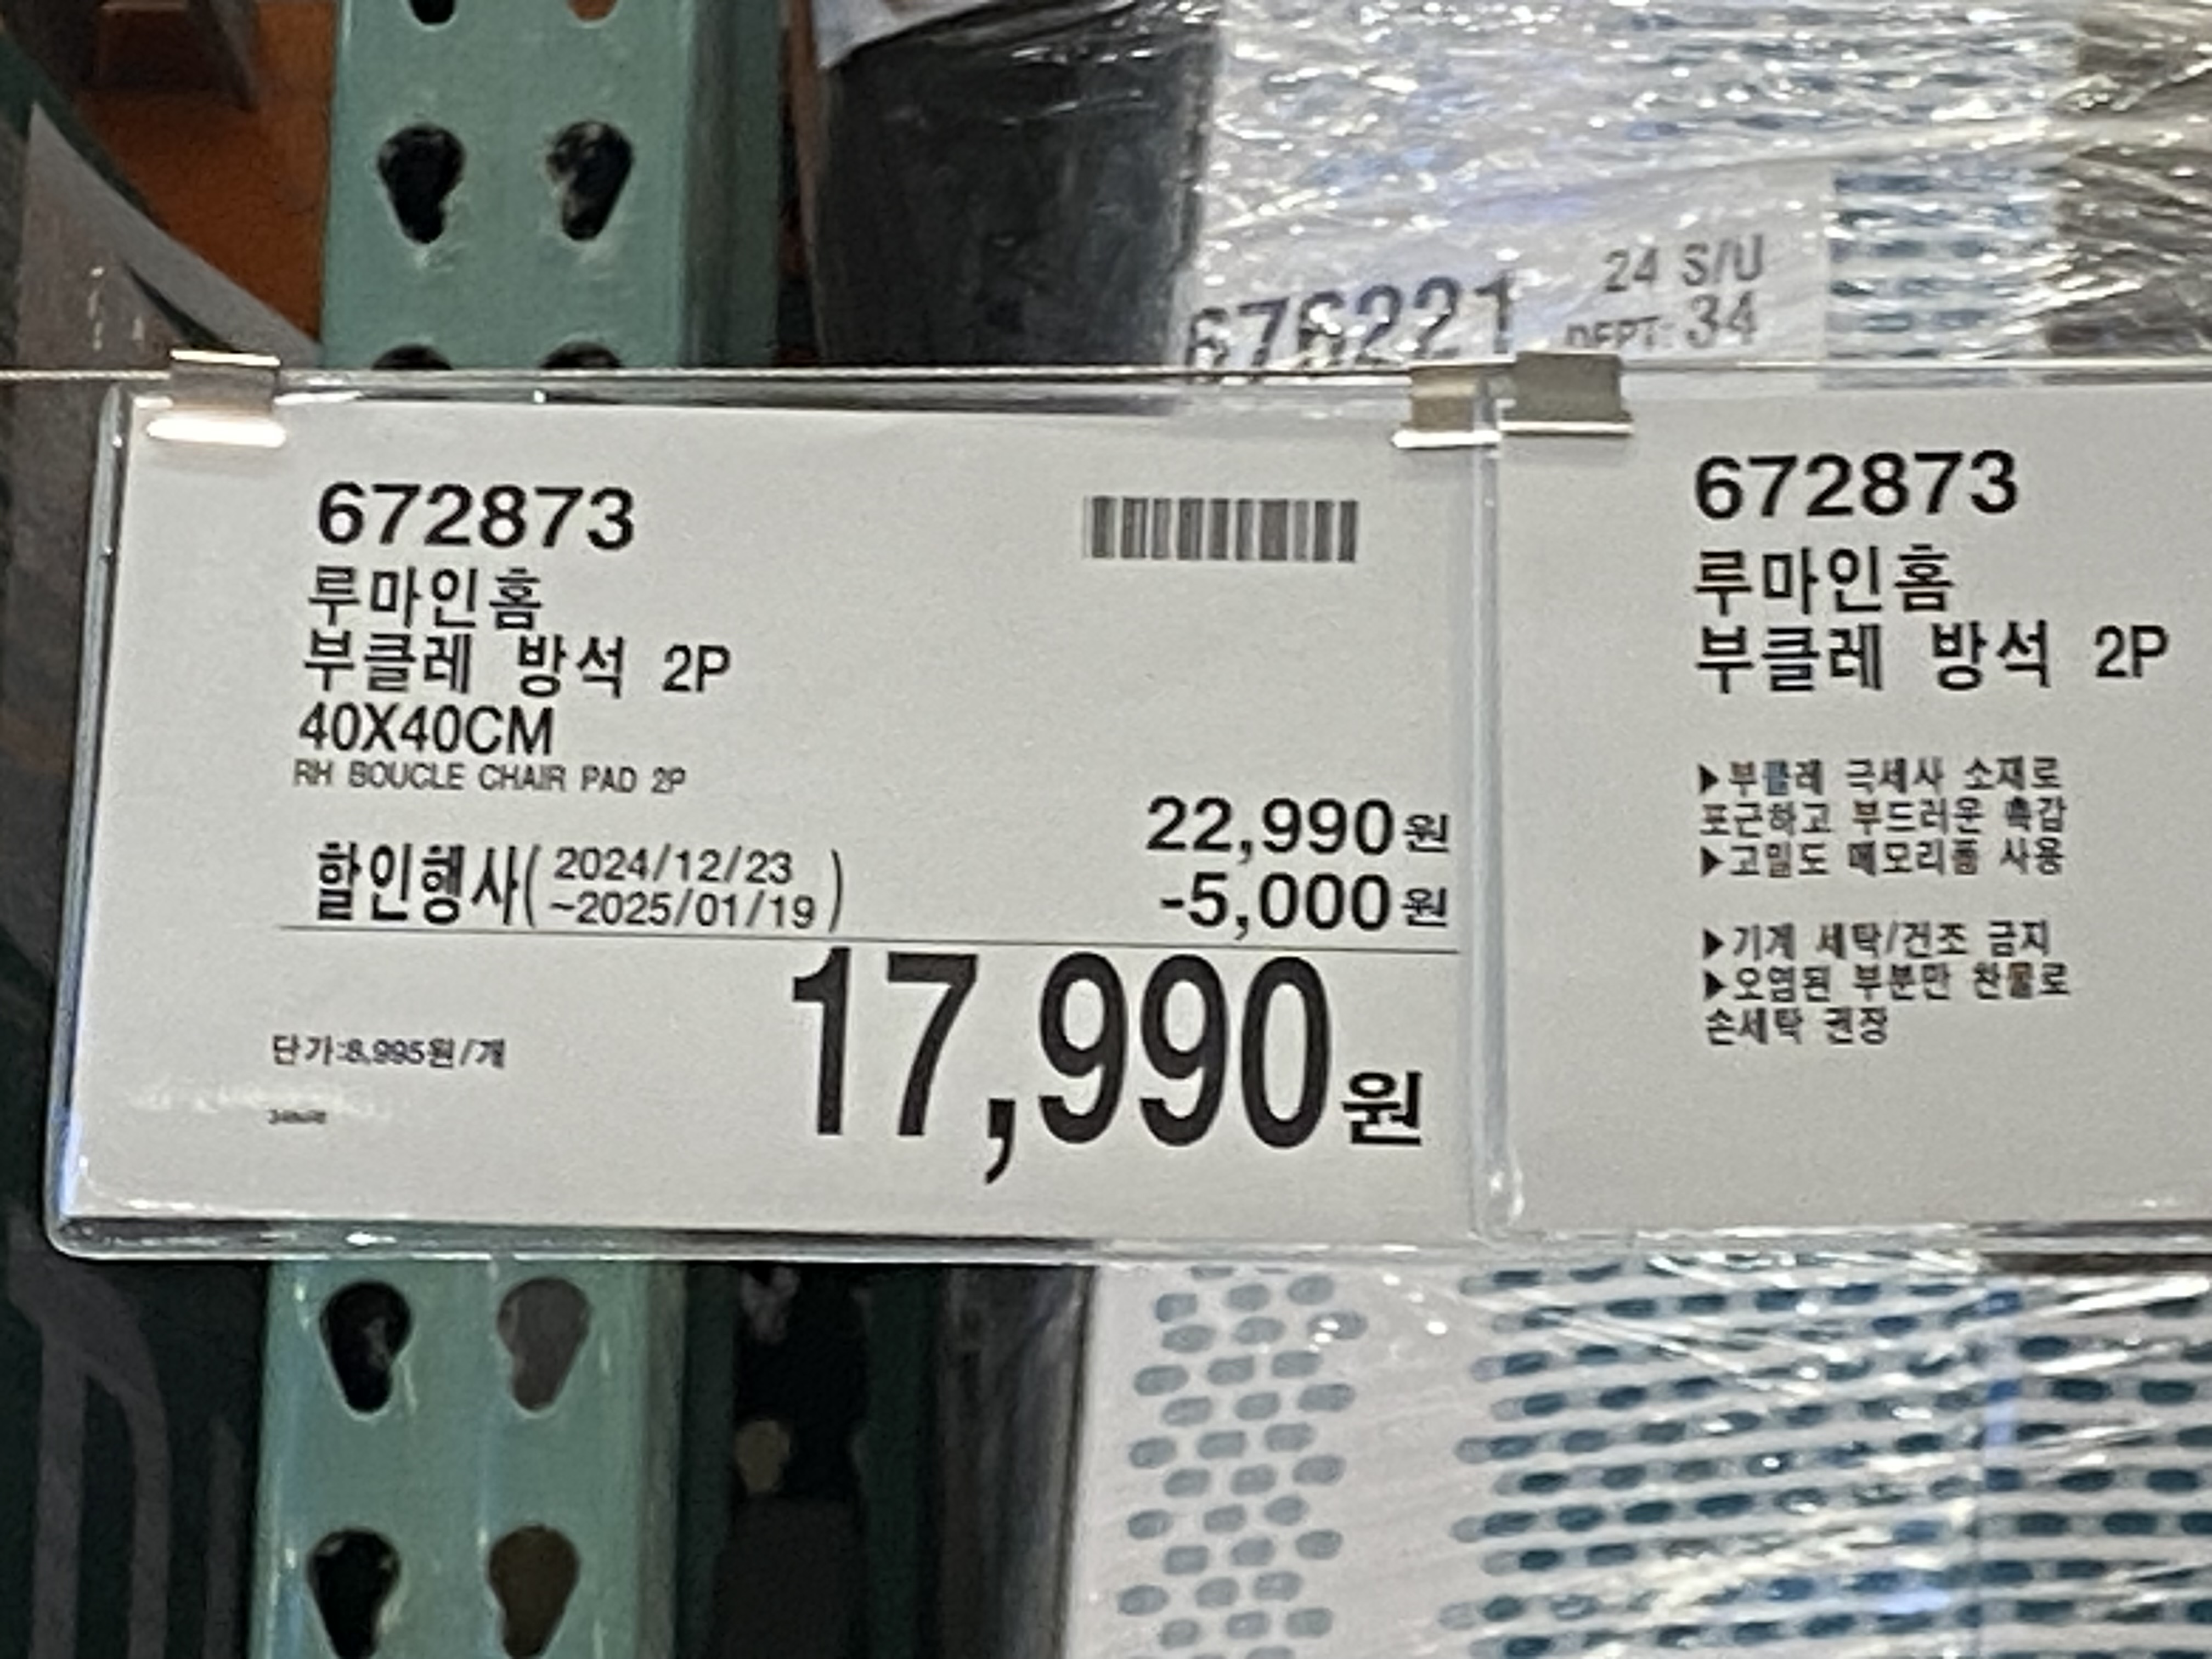 676221
24 S/U
DEPT: 34
672873
루마인홈
부클레 방석 2P
40X40CM
RH BOUCLE CHAIR PAD 2P
22,990원
할인행사( 2024/12/23
~2025/01/19 )
-5,000원
17,990원
단가:8,995원/개
672873
루마인홈
부클레 방석 2P
▶부클레 극세사 소재로
포근하고 부드러운 촉감
▶고밀도 메모리폼 사용
▶기계 세탁/건조 금지
▶오염된 부분만 찬물로
손세탁 권장